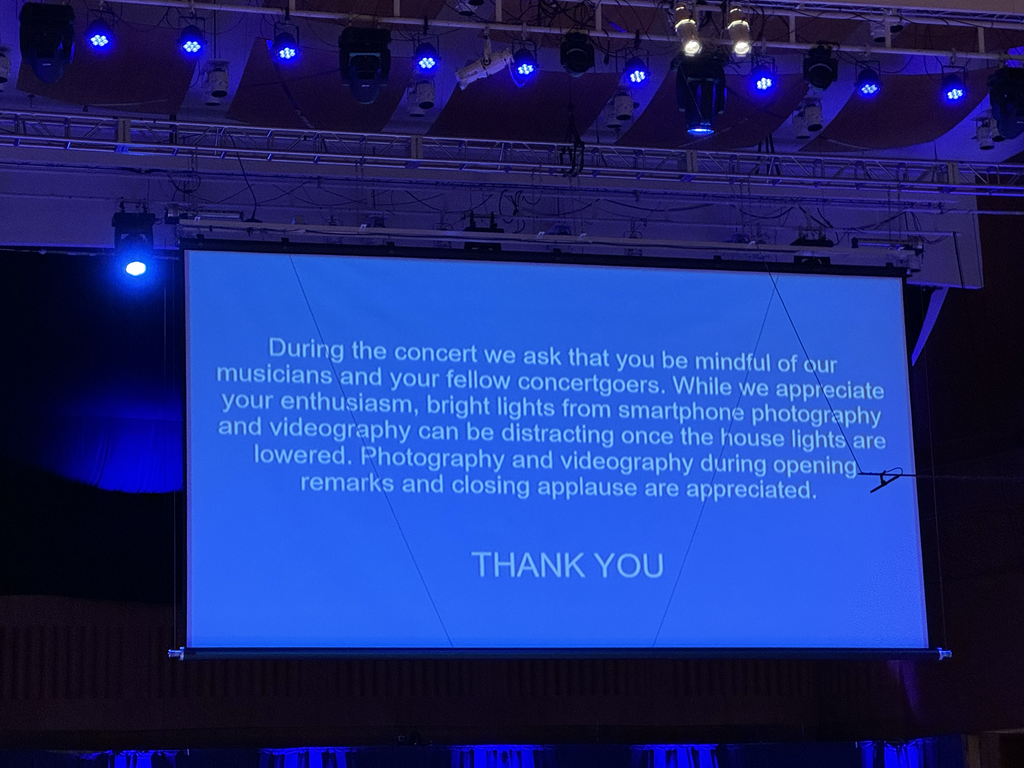 During the concert we ask that you be mindful of our
musicians and your fellow concertgoers. While we appreciate
your enthusiasm, bright lights from smartphone photography
and videography can be distracting once the house lights are
lowered. Photography and videography during opening
remarks and closing applause are appreciated.
THANK YOU